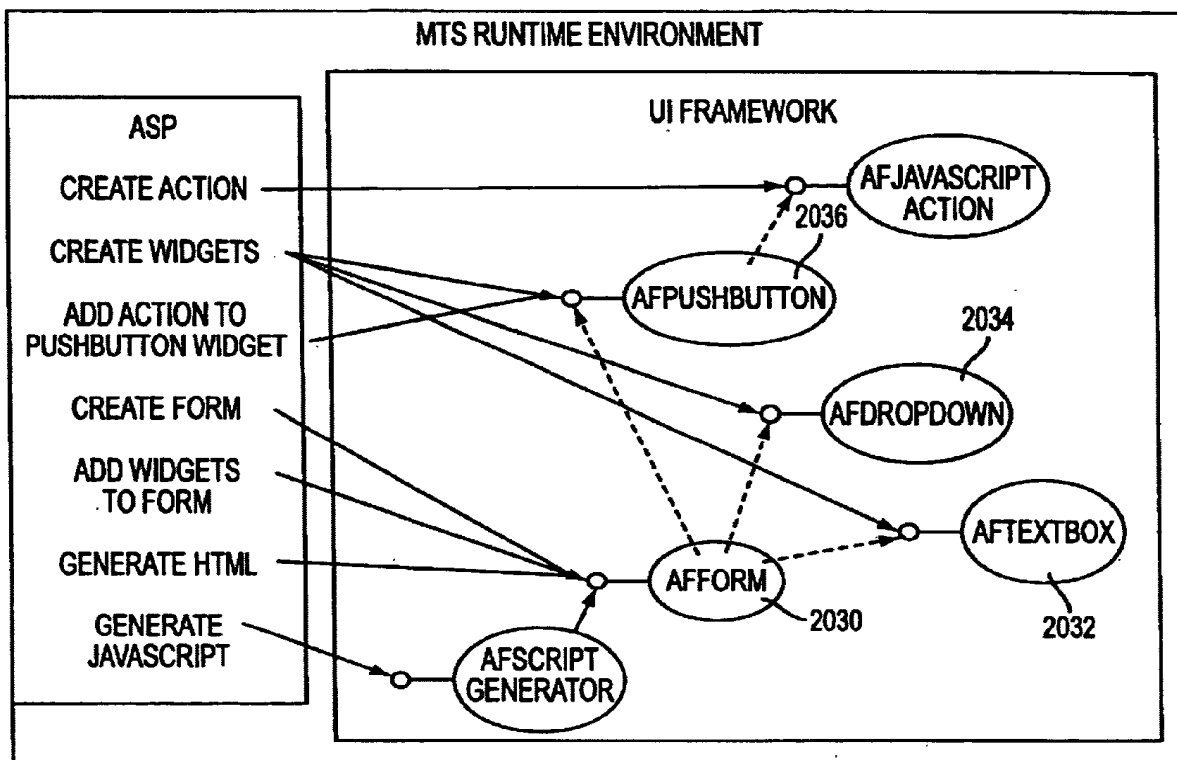 MTS RUNTIME ENVIRONMENT
ASP
CREATE ACTION
CREATE WIDGETS
ADD ACTION TO
PUSHBUTTON WIDGET
CREATE FORM
ADD WIDGETS
TO FORM
GENERATE HTML
GENERATE
JAVASCRIPT
UI FRAMEWORK
AFJAVASCRIPT
ACTION
2036
AFPUSHBUTTON
2034
AFDROPDOWN
AFTEXTBOX
2032
AFFORM
2030
AFSCRIPT
GENERATOR